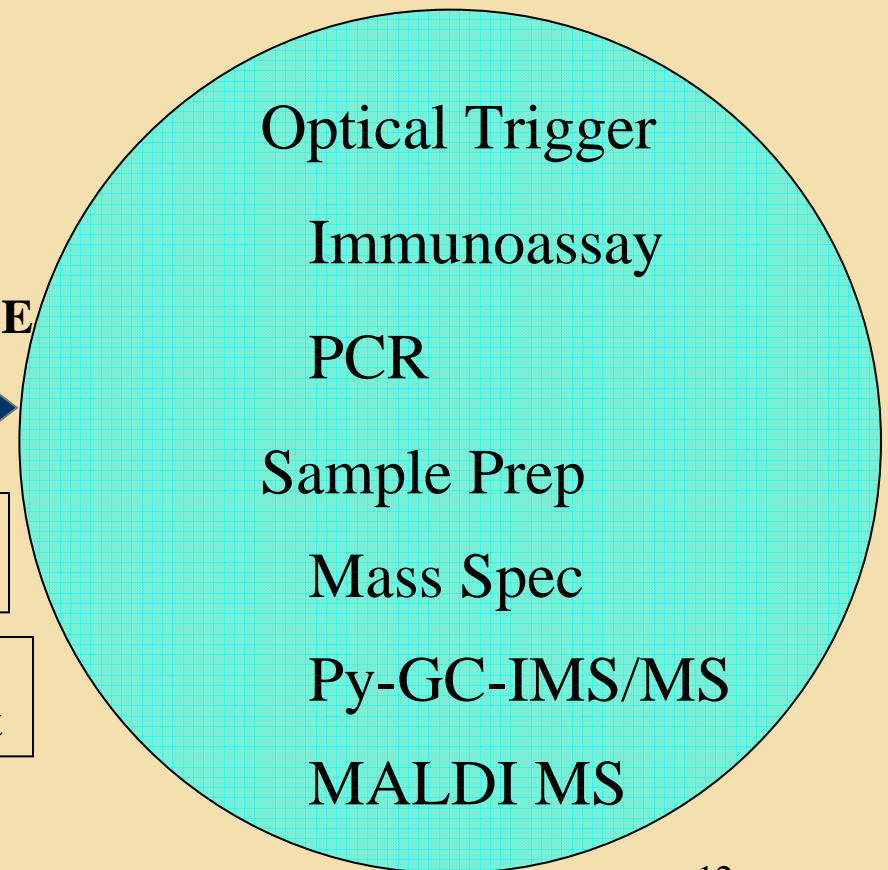 Optical Trigger
Immunoassay
E
PCR
Sample Prep
Mass Spec
Py-GC-IMS/MS
MALDI MS